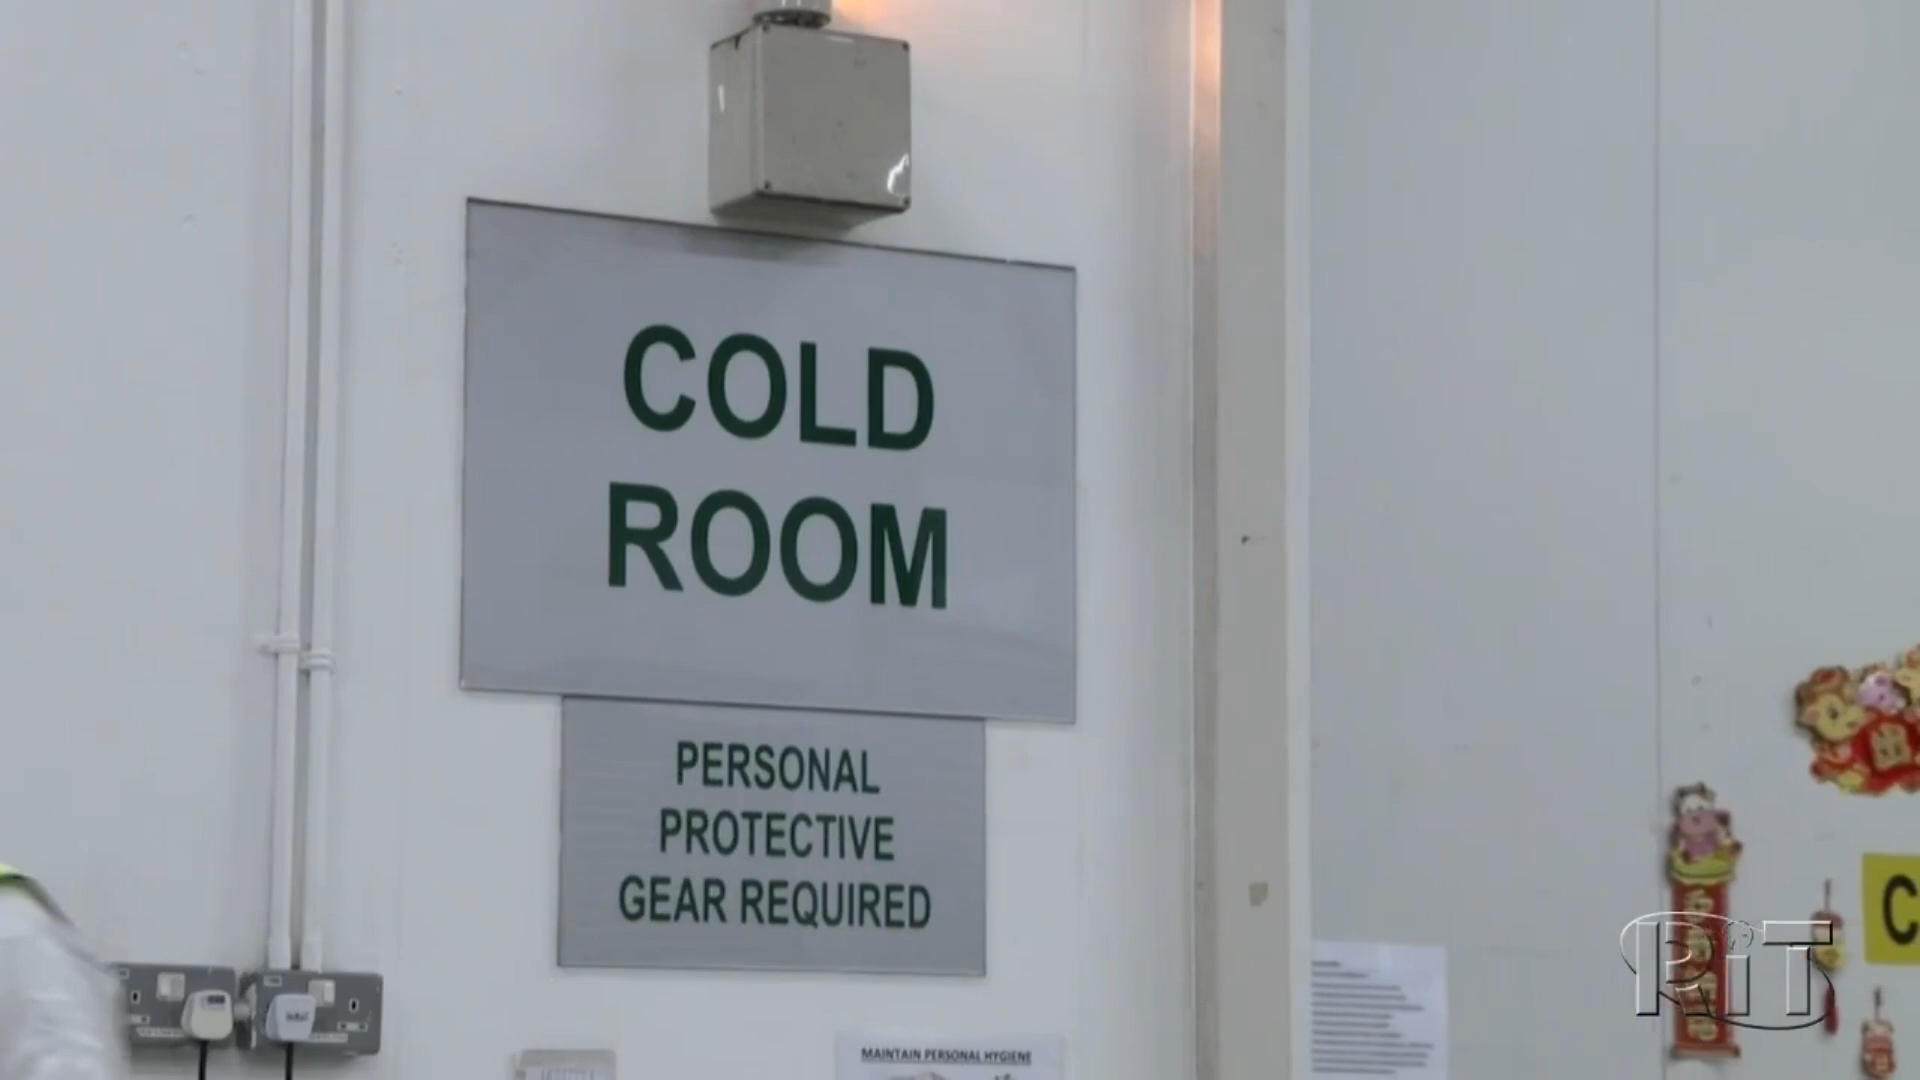 COLD
ROOM
PERSONAL
PROTECTIVE
GEAR REQUIRED
MAINTAIN PERSONAL HYGIENE
C
RiT